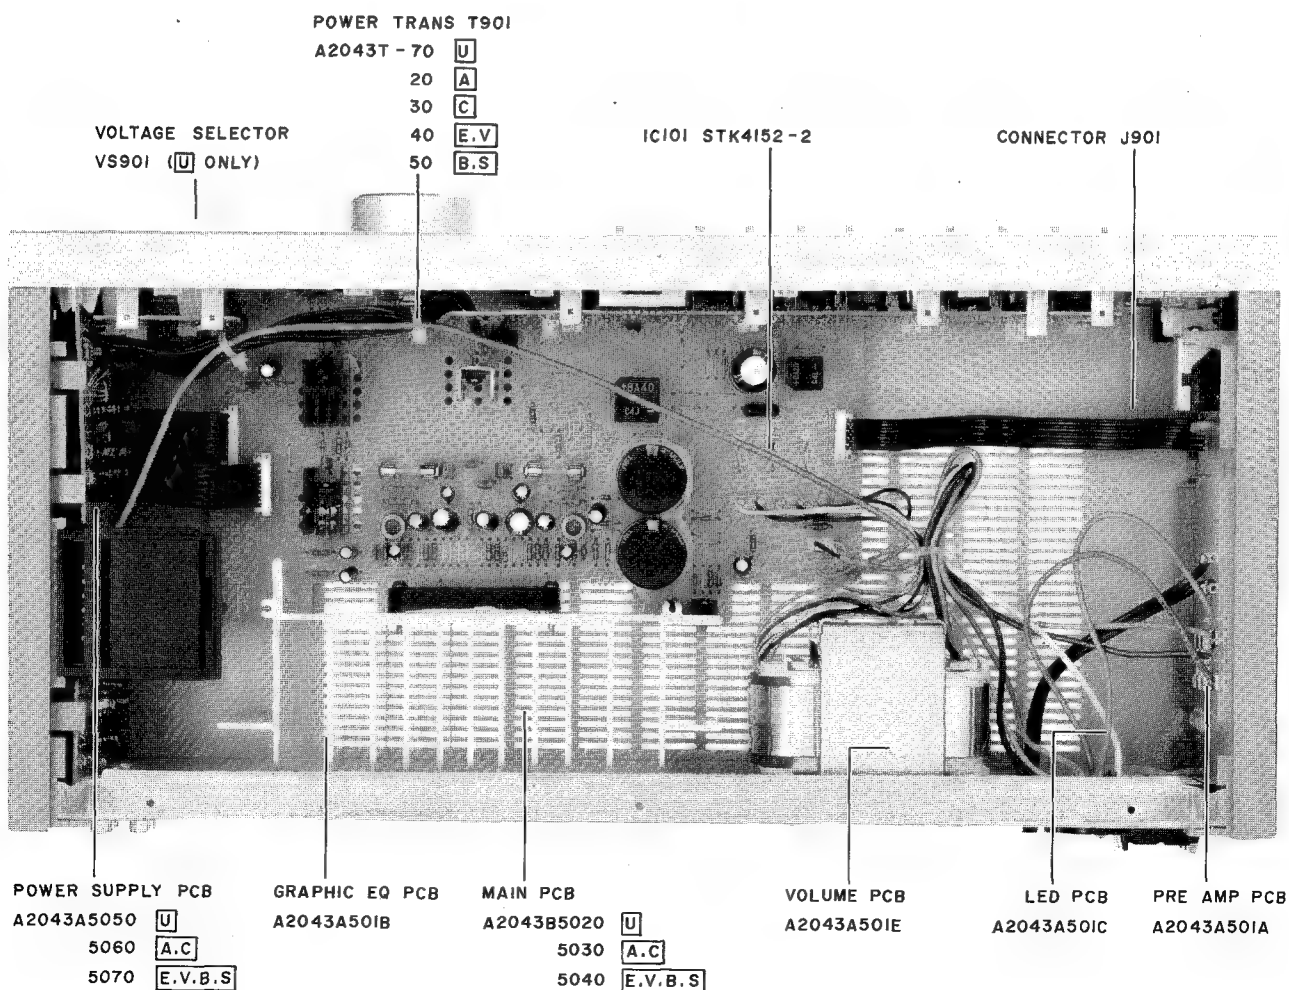 POWER TRANS T901
A2043T-70 U
20 A
30 C
40 E.V
50 B.S
VOLTAGE SELECTOR
VS901 (U ONLY)
IC101 STK4152-2
CONNECTOR J901
POWER SUPPLY PCB
A2043A5050 U
5060 A.C
5070 E.V.B.S
GRAPHIC EQ PCB
A2043A501B
MAIN PCB
A2043B5020 U
5030 A.C
5040 E.V.B.S
VOLUME PCB
A2043A501E
LED PCB
A2043A501C
PRE AMP PCB
A2043A501A